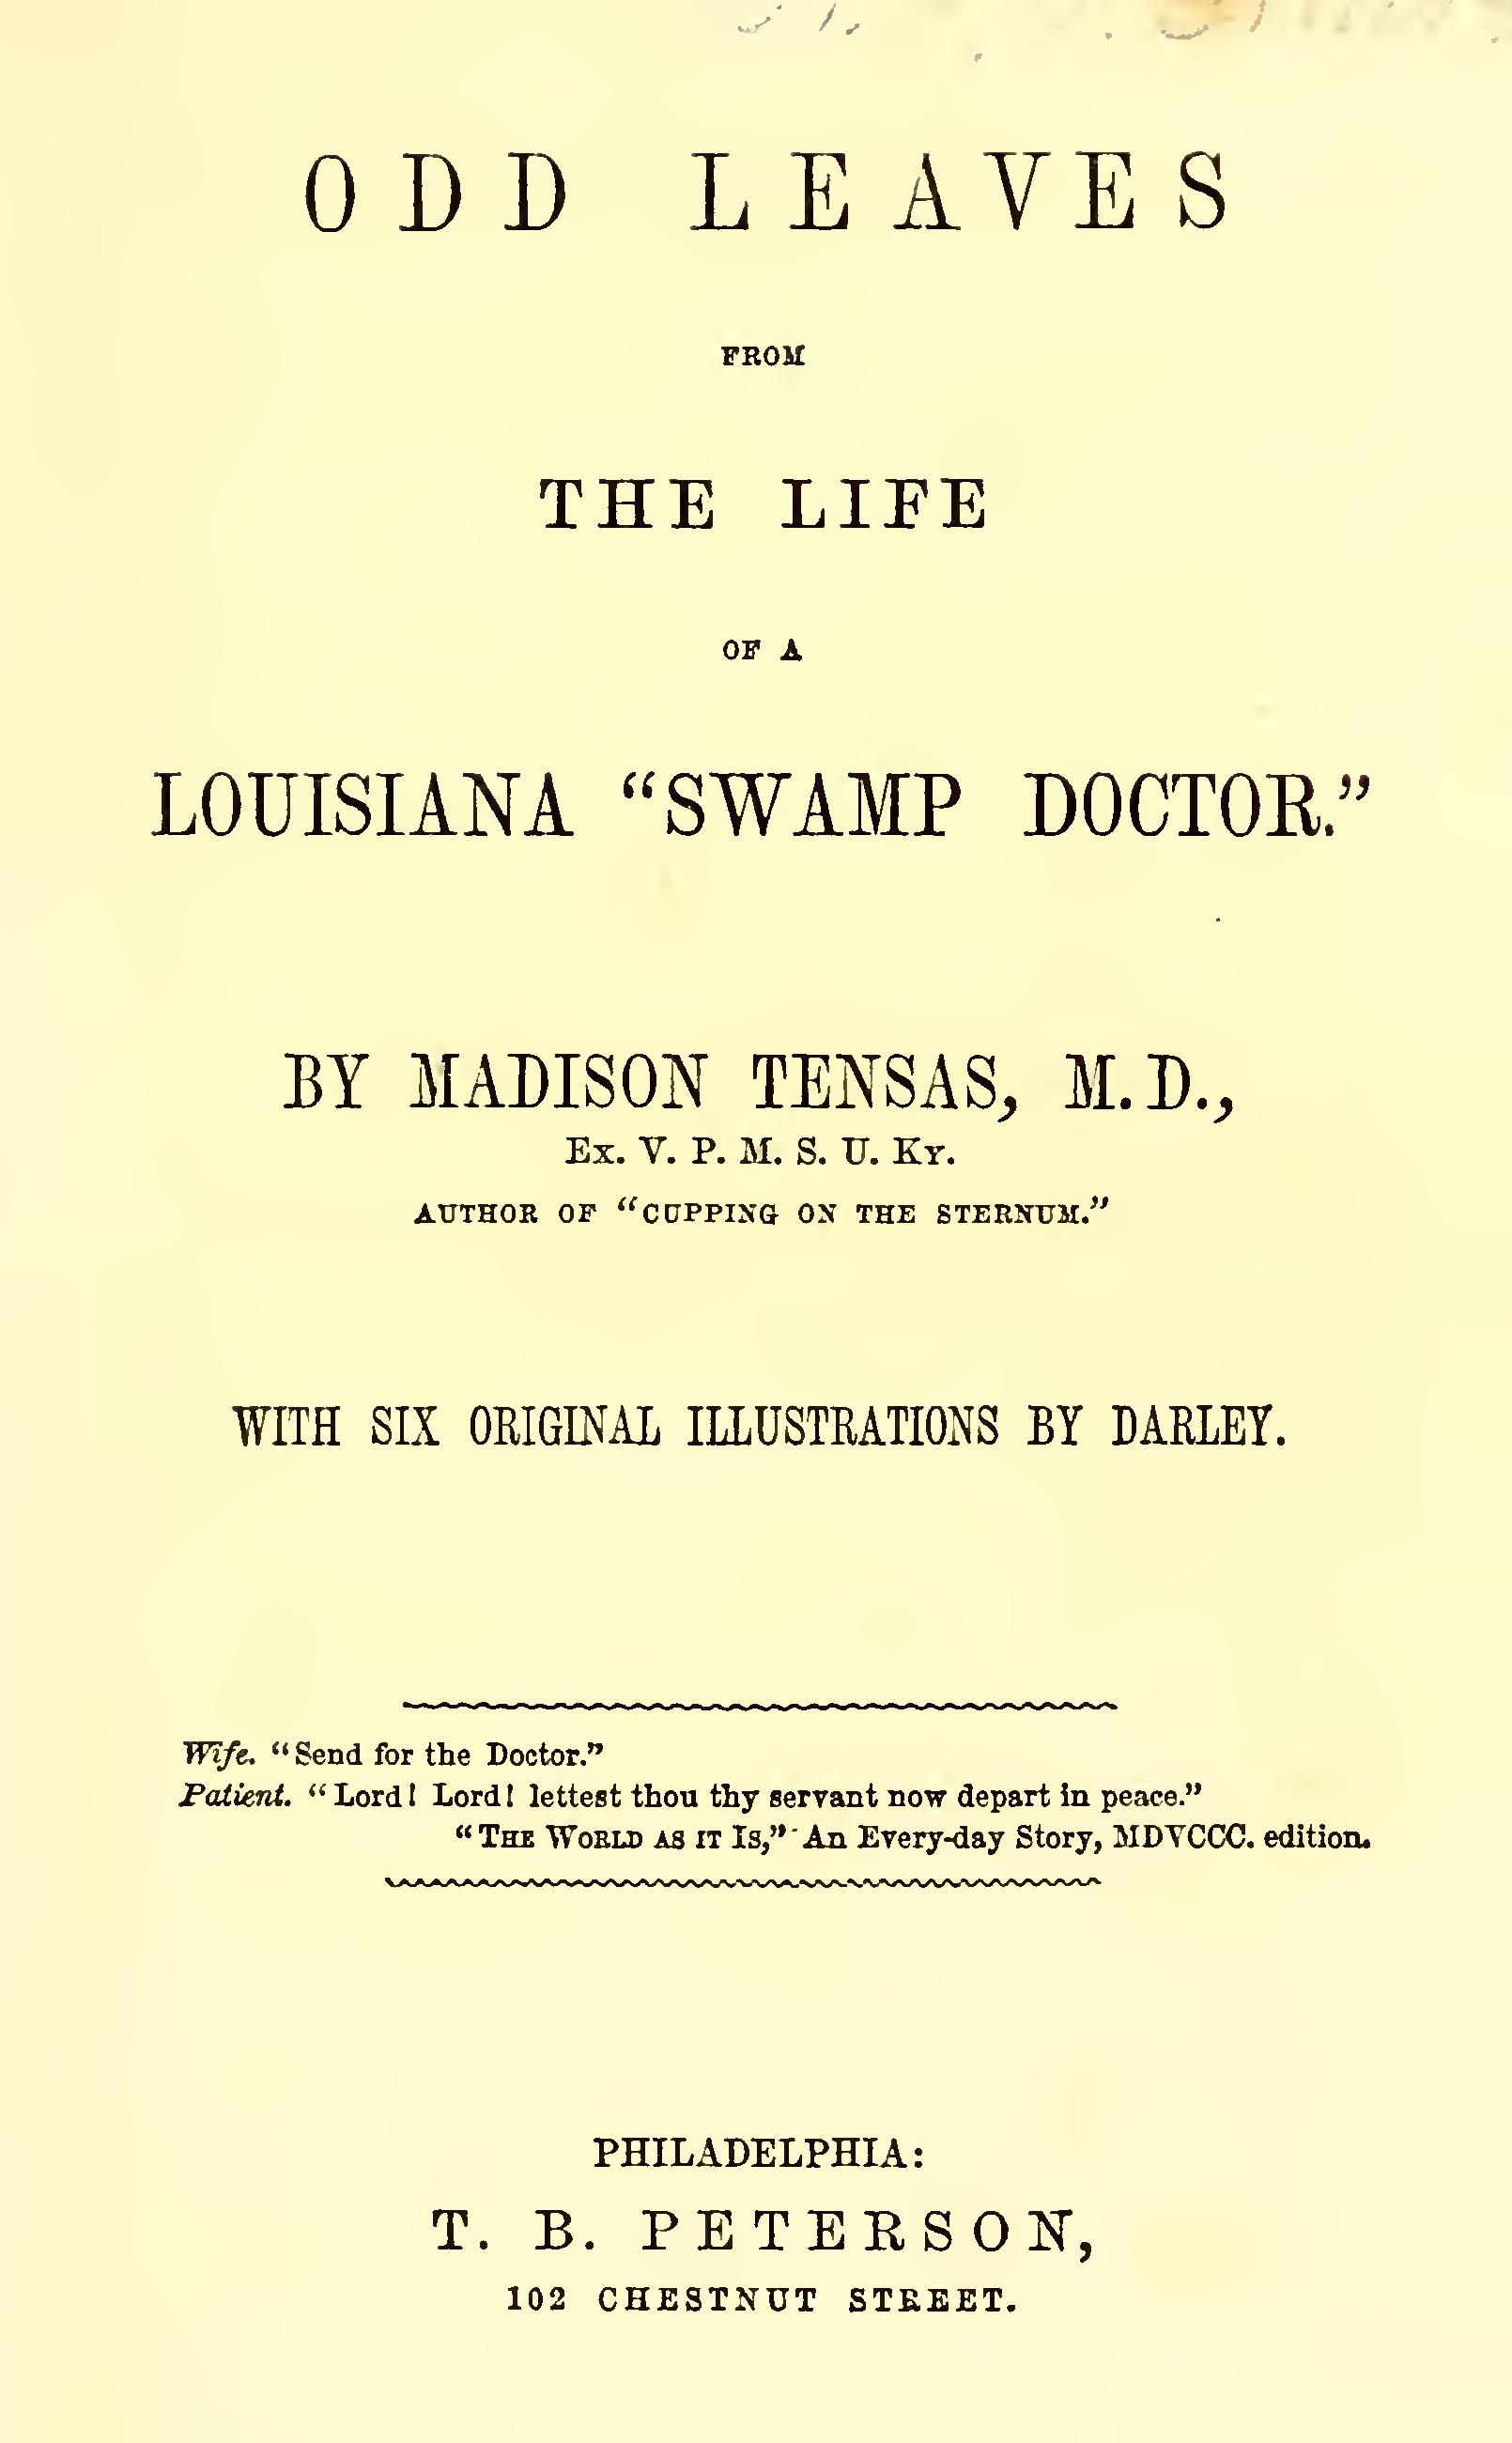 ODD LEAVES
FROM
THE LIFE
OF A
LOUISIANA “SWAMP DOCTOR.”
BY MADISON TENSAS, M.D.,
EX. V. P. M. S. U. KY.
AUTHOR OF “CUPPING ON THE STERNUM.”
WITH SIX ORIGINAL ILLUSTRATIONS BY DARLEY.
Wife. “Send for the Doctor.”
Patient. “Lord! Lord! lettest thou thy servant now depart in peace.”
“THE WORLD AS IT IS,” An Every-day Story, MDVCCC. edition.
PHILADELPHIA:
T. B. PETERSON,
102 CHESTNUT STREET.